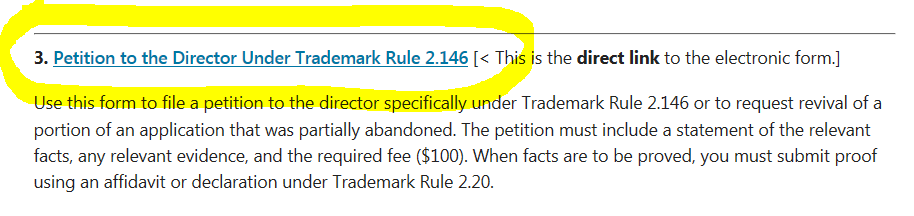 3. Petition to the Director Under Trademark Rule 2.146 [< This is the direct link to the electronic form.]
Use this form to file a petition to the director specifically under Trademark Rule 2.146 or to request revival of a
portion of an application that was partially abandoned. The petition must include a statement of the relevant
facts, any relevant evidence, and the required fee ($100). When facts are to be proved, you must submit proof
using an affidavit or declaration under Trademark Rule 2.20.